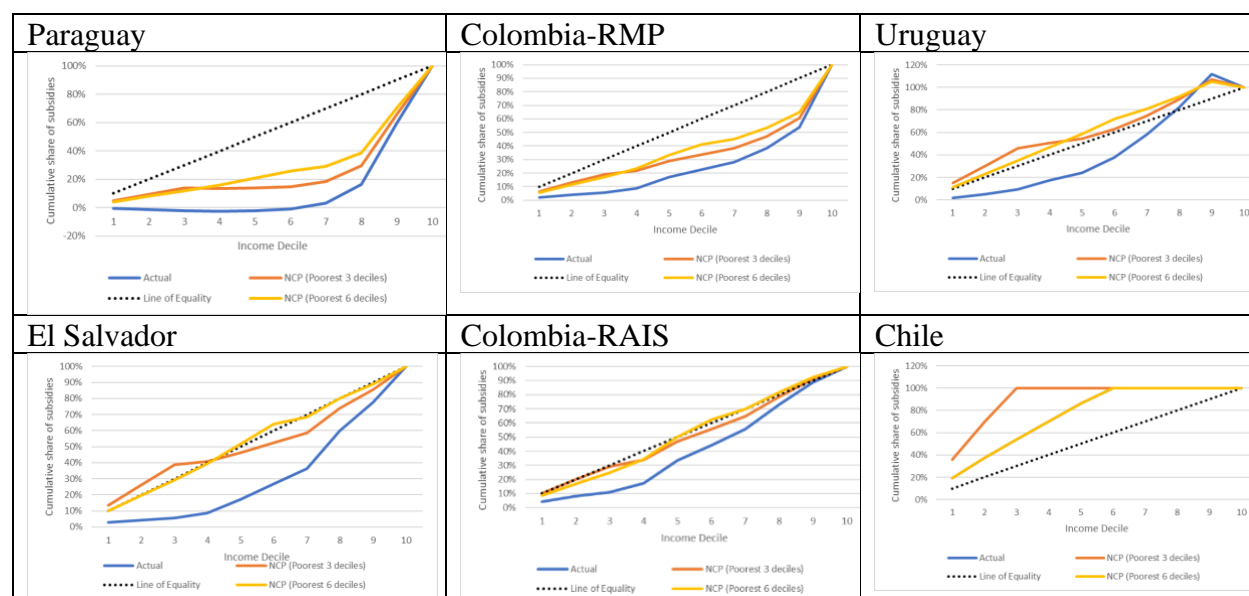 Paraguay
Cumulative share of subsidies
100%
80%
60%
40%
20%
0%
-20%
1 2 3 4 5 6 7 8 9 10
Income Decile
Actual NCP (Poorest 3 deciles)
Line of Equality NCP (Poorest 6 deciles)
Colombia-RMP
Cumulative share of subsidies
100%
90%
80%
70%
60%
50%
40%
30%
20%
10%
0%
1 2 3 4 5 6 7 8 9 10
Income Decile
Actual NCP (Poorest 3 deciles)
Line of Equality NCP (Poorest 6 deciles)
Uruguay
Cumulative share of subsidies
120%
100%
80%
60%
40%
20%
0%
1 2 3 4 5 6 7 8 9 10
Income Decile
Actual NCP (Poorest 3 deciles)
Line of Equality NCP (Poorest 6 deciles)
El Salvador
Cumulative share of subsidies
100%
90%
80%
70%
60%
50%
40%
30%
20%
10%
0%
1 2 3 4 5 6 7 8 9 10
Income Decile
Actual NCP (Poorest 3 deciles)
Line of Equality NCP (Poorest 6 deciles)
Colombia-RAIS
Cumulative share of subsidies
100%
90%
80%
70%
60%
50%
40%
30%
20%
10%
0%
1 2 3 4 5 6 7 8 9 10
Income Decile
Actual NCP (Poorest 3 deciles)
Line of Equality NCP (Poorest 6 deciles)
Chile
Cumulative share of subsidies
120%
100%
80%
60%
40%
20%
0%
1 2 3 4 5 6 7 8 9 10
Income Decile
Actual NCP (Poorest 3 deciles)
Line of Equality NCP (Poorest 6 deciles)